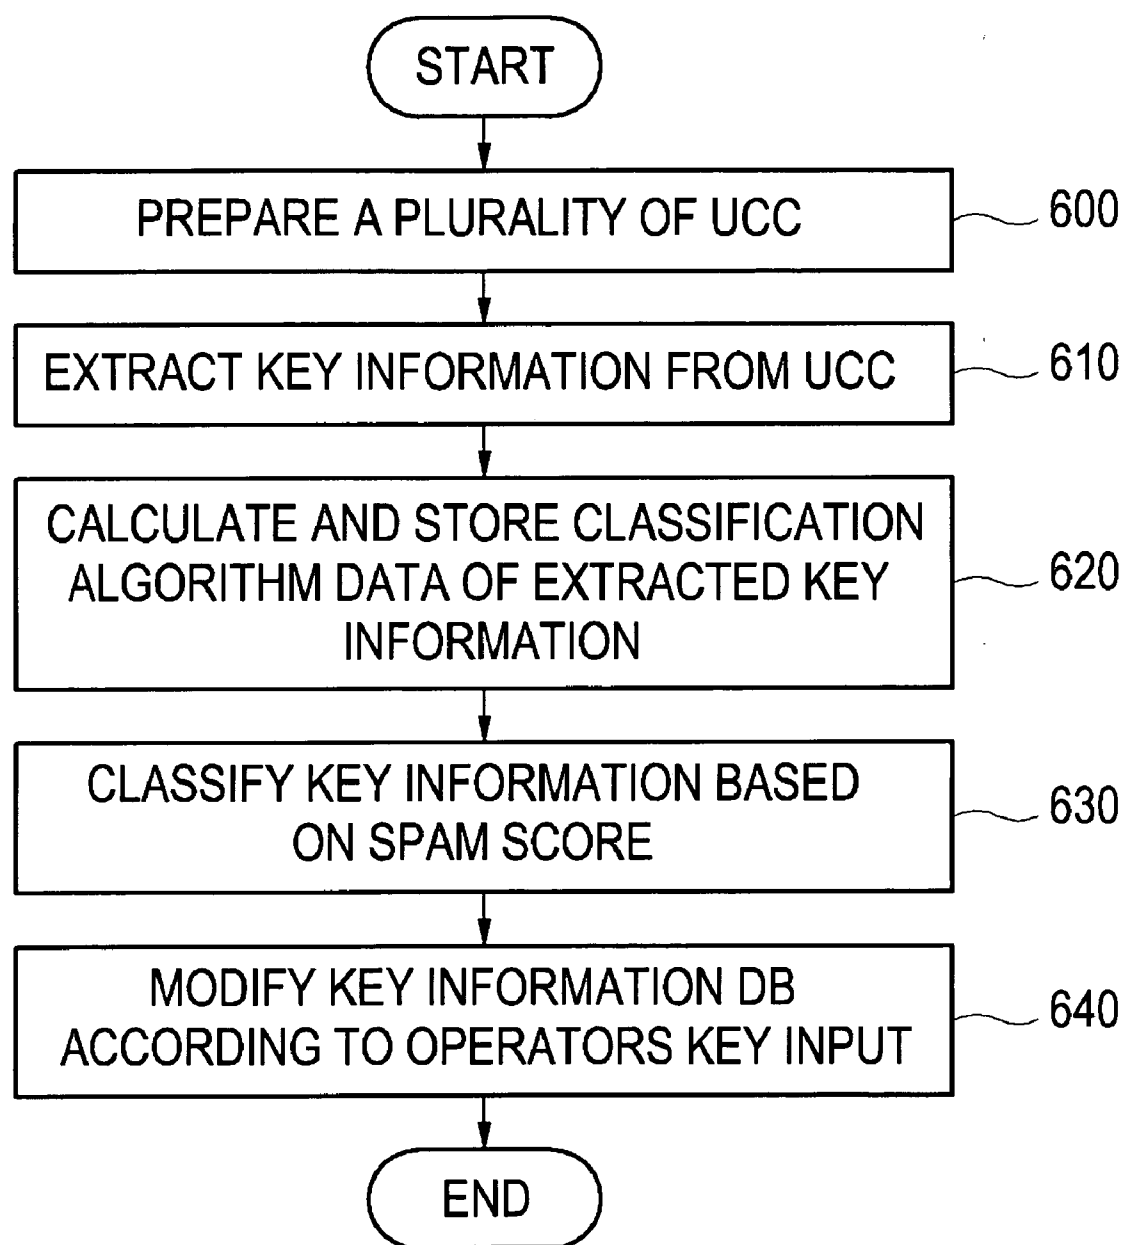 START
PREPARE A PLURALITY OF UCC
600
EXTRACT KEY INFORMATION FROM UCC
610
CALCULATE AND STORE CLASSIFICATION
ALGORITHM DATA OF EXTRACTED KEY
INFORMATION
620
CLASSIFY KEY INFORMATION BASED
ON SPAM SCORE
630
MODIFY KEY INFORMATION DB
ACCORDING TO OPERATORS KEY INPUT
640
END